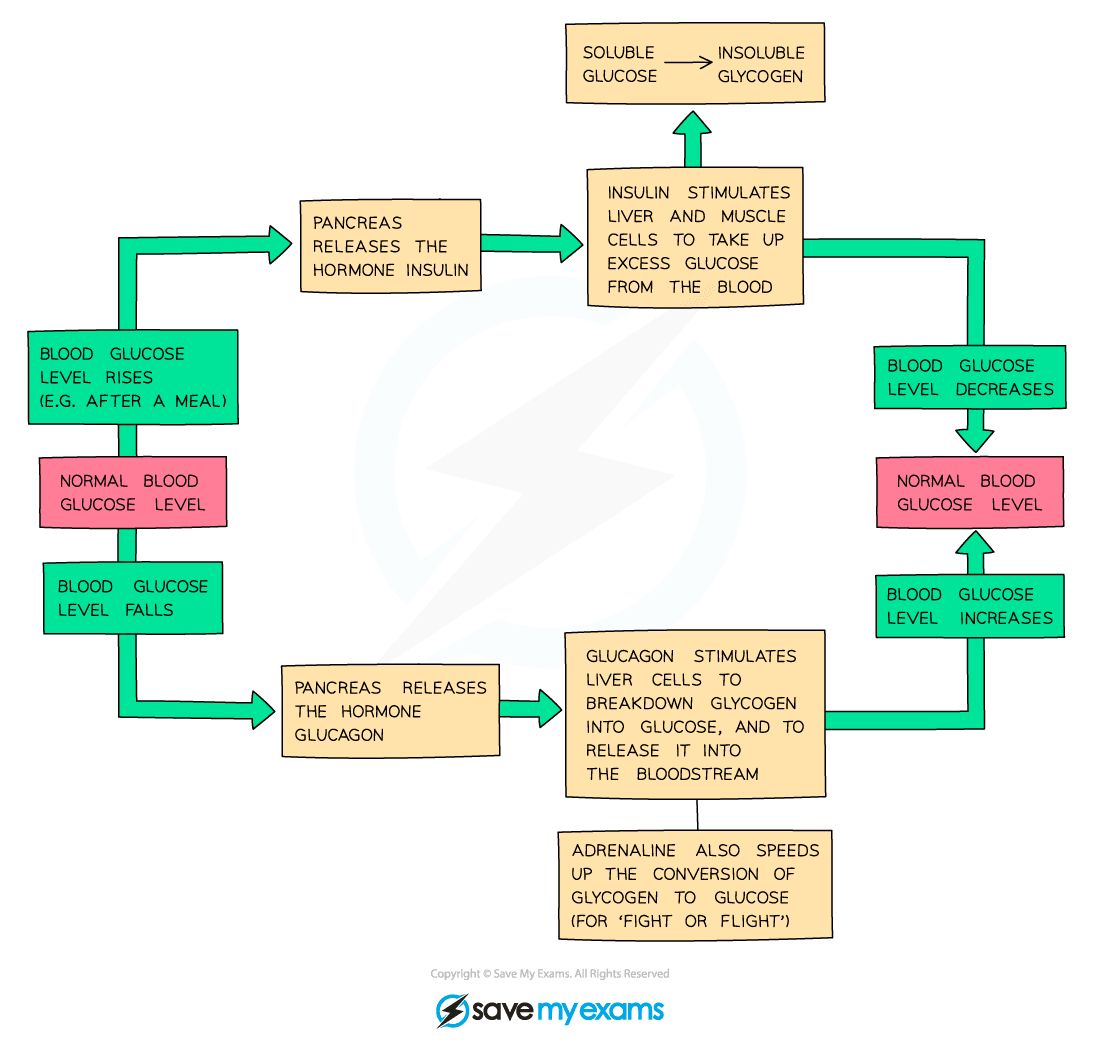 SOLUBLE
GLUCOSE
INSOLUBLE
GLYCOGEN
PANCREAS
RELEASES THE
HORMONE INSULIN
INSULIN STIMULATES
LIVER AND MUSCLE
CELLS TO TAKE UP
EXCESS GLUCOSE
FROM THE BLOOD
BLOOD GLUCOSE
LEVEL RISES
(E.G. AFTER A MEAL)
BLOOD GLUCOSE
LEVEL DECREASES
NORMAL BLOOD
GLUCOSE LEVEL
NORMAL BLOOD
GLUCOSE LEVEL
BLOOD GLUCOSE
LEVEL FALLS
BLOOD GLUCOSE
LEVEL INCREASES
PANCREAS RELEASES
THE HORMONE
GLUCAGON
GLUCAGON STIMULATES
LIVER CELLS TO
BREAKDOWN GLYCOGEN
INTO GLUCOSE, AND TO
RELEASE IT INTO
THE BLOODSTREAM
ADRENALINE ALSO SPEEDS
UP THE CONVERSION OF
GLYCOGEN TO GLUCOSE
(FOR ‘FIGHT OR FLIGHT’)
Copyright © Save My Exams. All Rights Reserved
save my exams